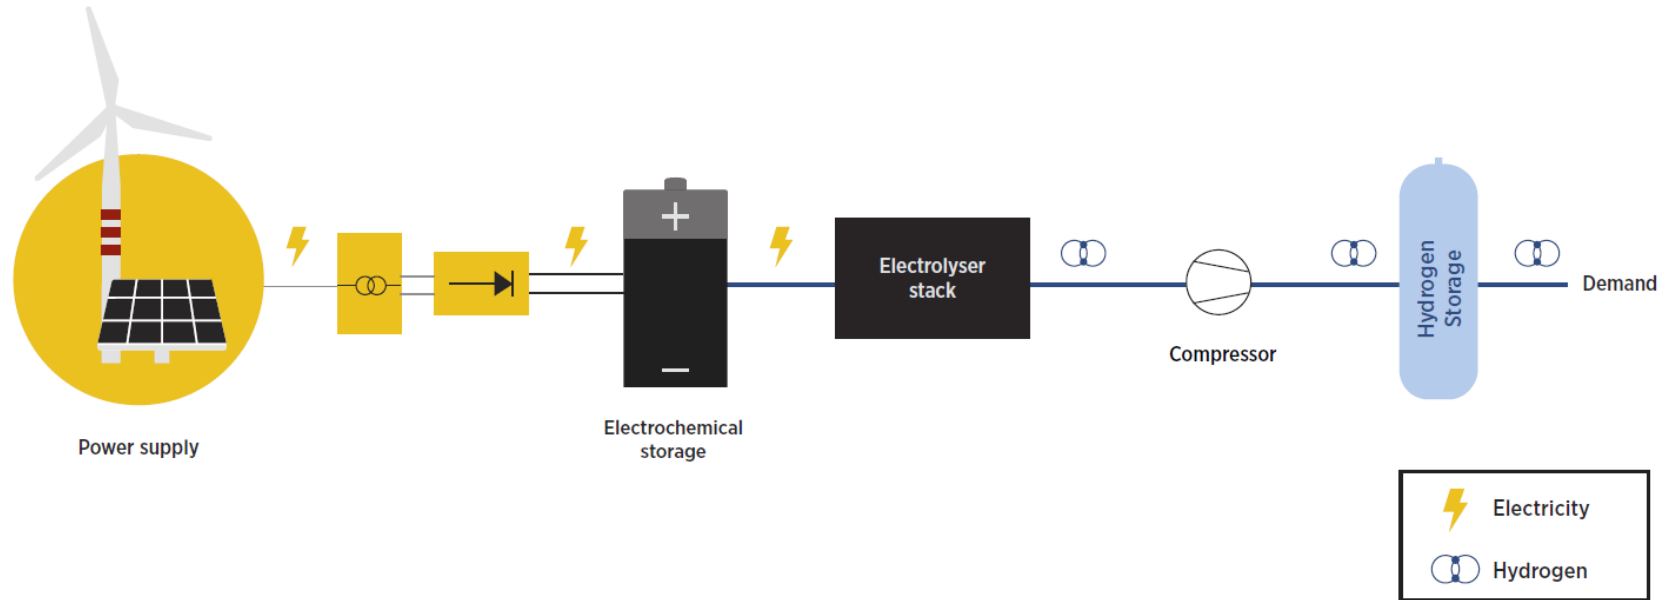 Power supply
+
−
Electrochemical
storage
Electrolyser
stack
Compressor
Hydrogen
Storage
Demand
Electricity
Hydrogen